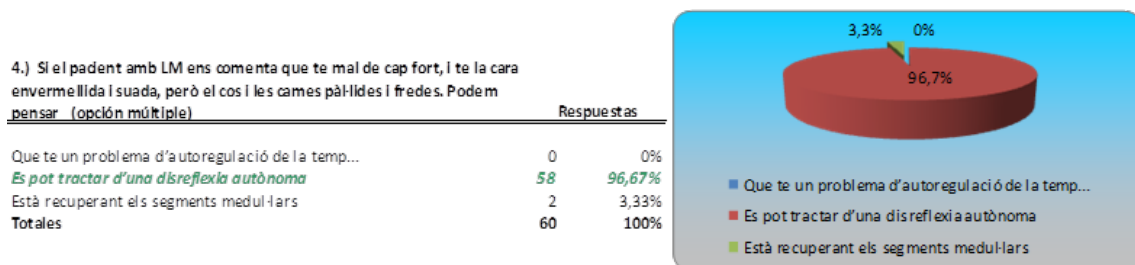 4.) Si el pacient amb LM ens comenta que te mal de cap fort, i te la cara
envermellida i suada, però el cos i les cames pàl·lides i fredes. Podem
pensar (opción múltiple) Respuestas
Que te un problema d'autoregulació de la temp... 0 0%
Es pot tractar d'una disreflexia autònoma 58 96,67%
Està recuperant els segments medul·lars 2 3,33%
Totales 60 100%
3,3% 0%
96,7%
Que te un problema d'autoregulació de la temp...
Es pot tractar d'una disreflexia autònoma
Està recuperant els segments medul·lars